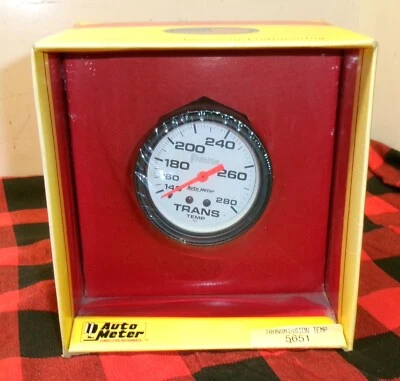 200 240
180 260
160
140 280
Auto Meter
TRANS
TEMP
Auto
Meter
TRANSMISSION TEMP
5651